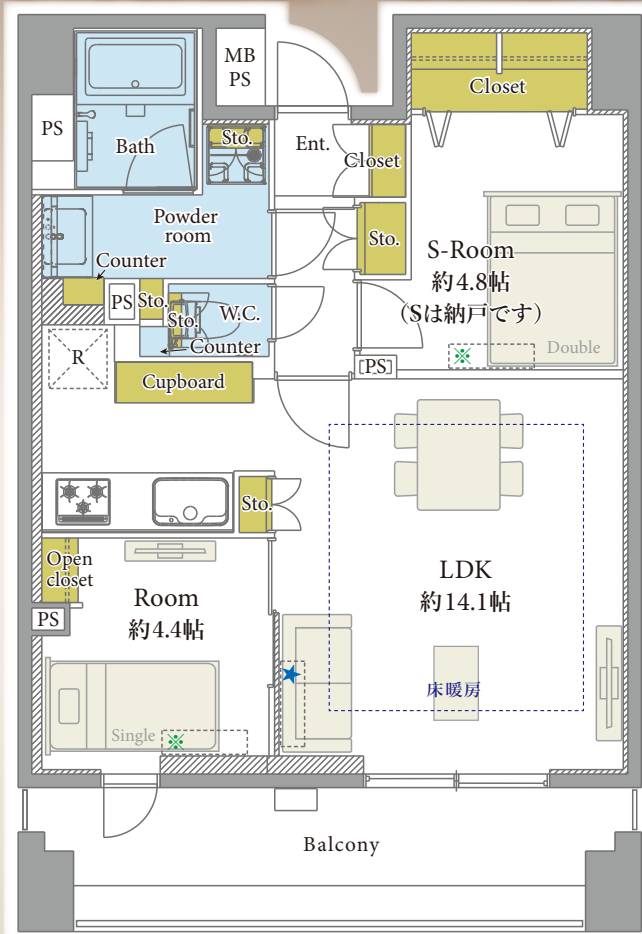 MB
PS
Closet
PS
Bath
Sto.
Ent.
Closet
Powder
room
Sto.
S-Room
約4.8帖
（Sは納戸です）
Counter
PS
Sto.
Sto.
W.C.
Counter
R
Cupboard
PS
※
Double
Sto.
Open
closet
Room
約4.4帖
PS
LDK
約14.1帖
床暖房
★
Single
※
Balcony